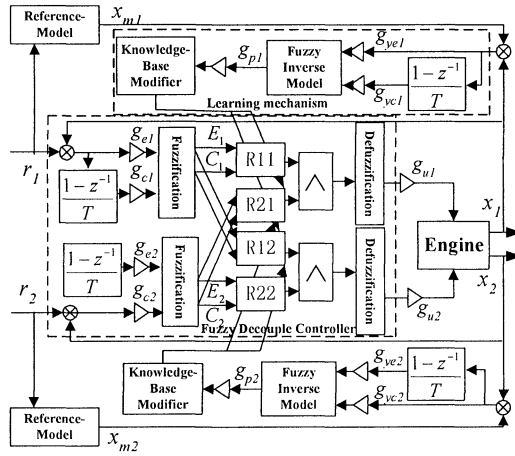 Reference-
Model
x_{m1}
Knowledge-
Base
Modifier
g_{p1}
Fuzzy
Inverse
Model
g_{ye1}
g_{yc1}
1-z^{-1}
T
Learning mechanism
r_1
g_{e1}
g_{c1}
1-z^{-1}
T
Fuzzification
E_1
C_1
R11
R21
R12
R22
∧
∧
Defuzzification
Defuzzification
g_{u1}
g_{u2}
Engine
x_1
x_2
1-z^{-1}
T
g_{e2}
g_{c2}
Fuzzification
E_2
C_2
r_2
Fuzzy Decouple Controller
Knowledge-
Base
Modifier
g_{p2}
Fuzzy
Inverse
Model
g_{ye2}
g_{yc2}
1-z^{-1}
T
Reference-
Model
x_{m2}